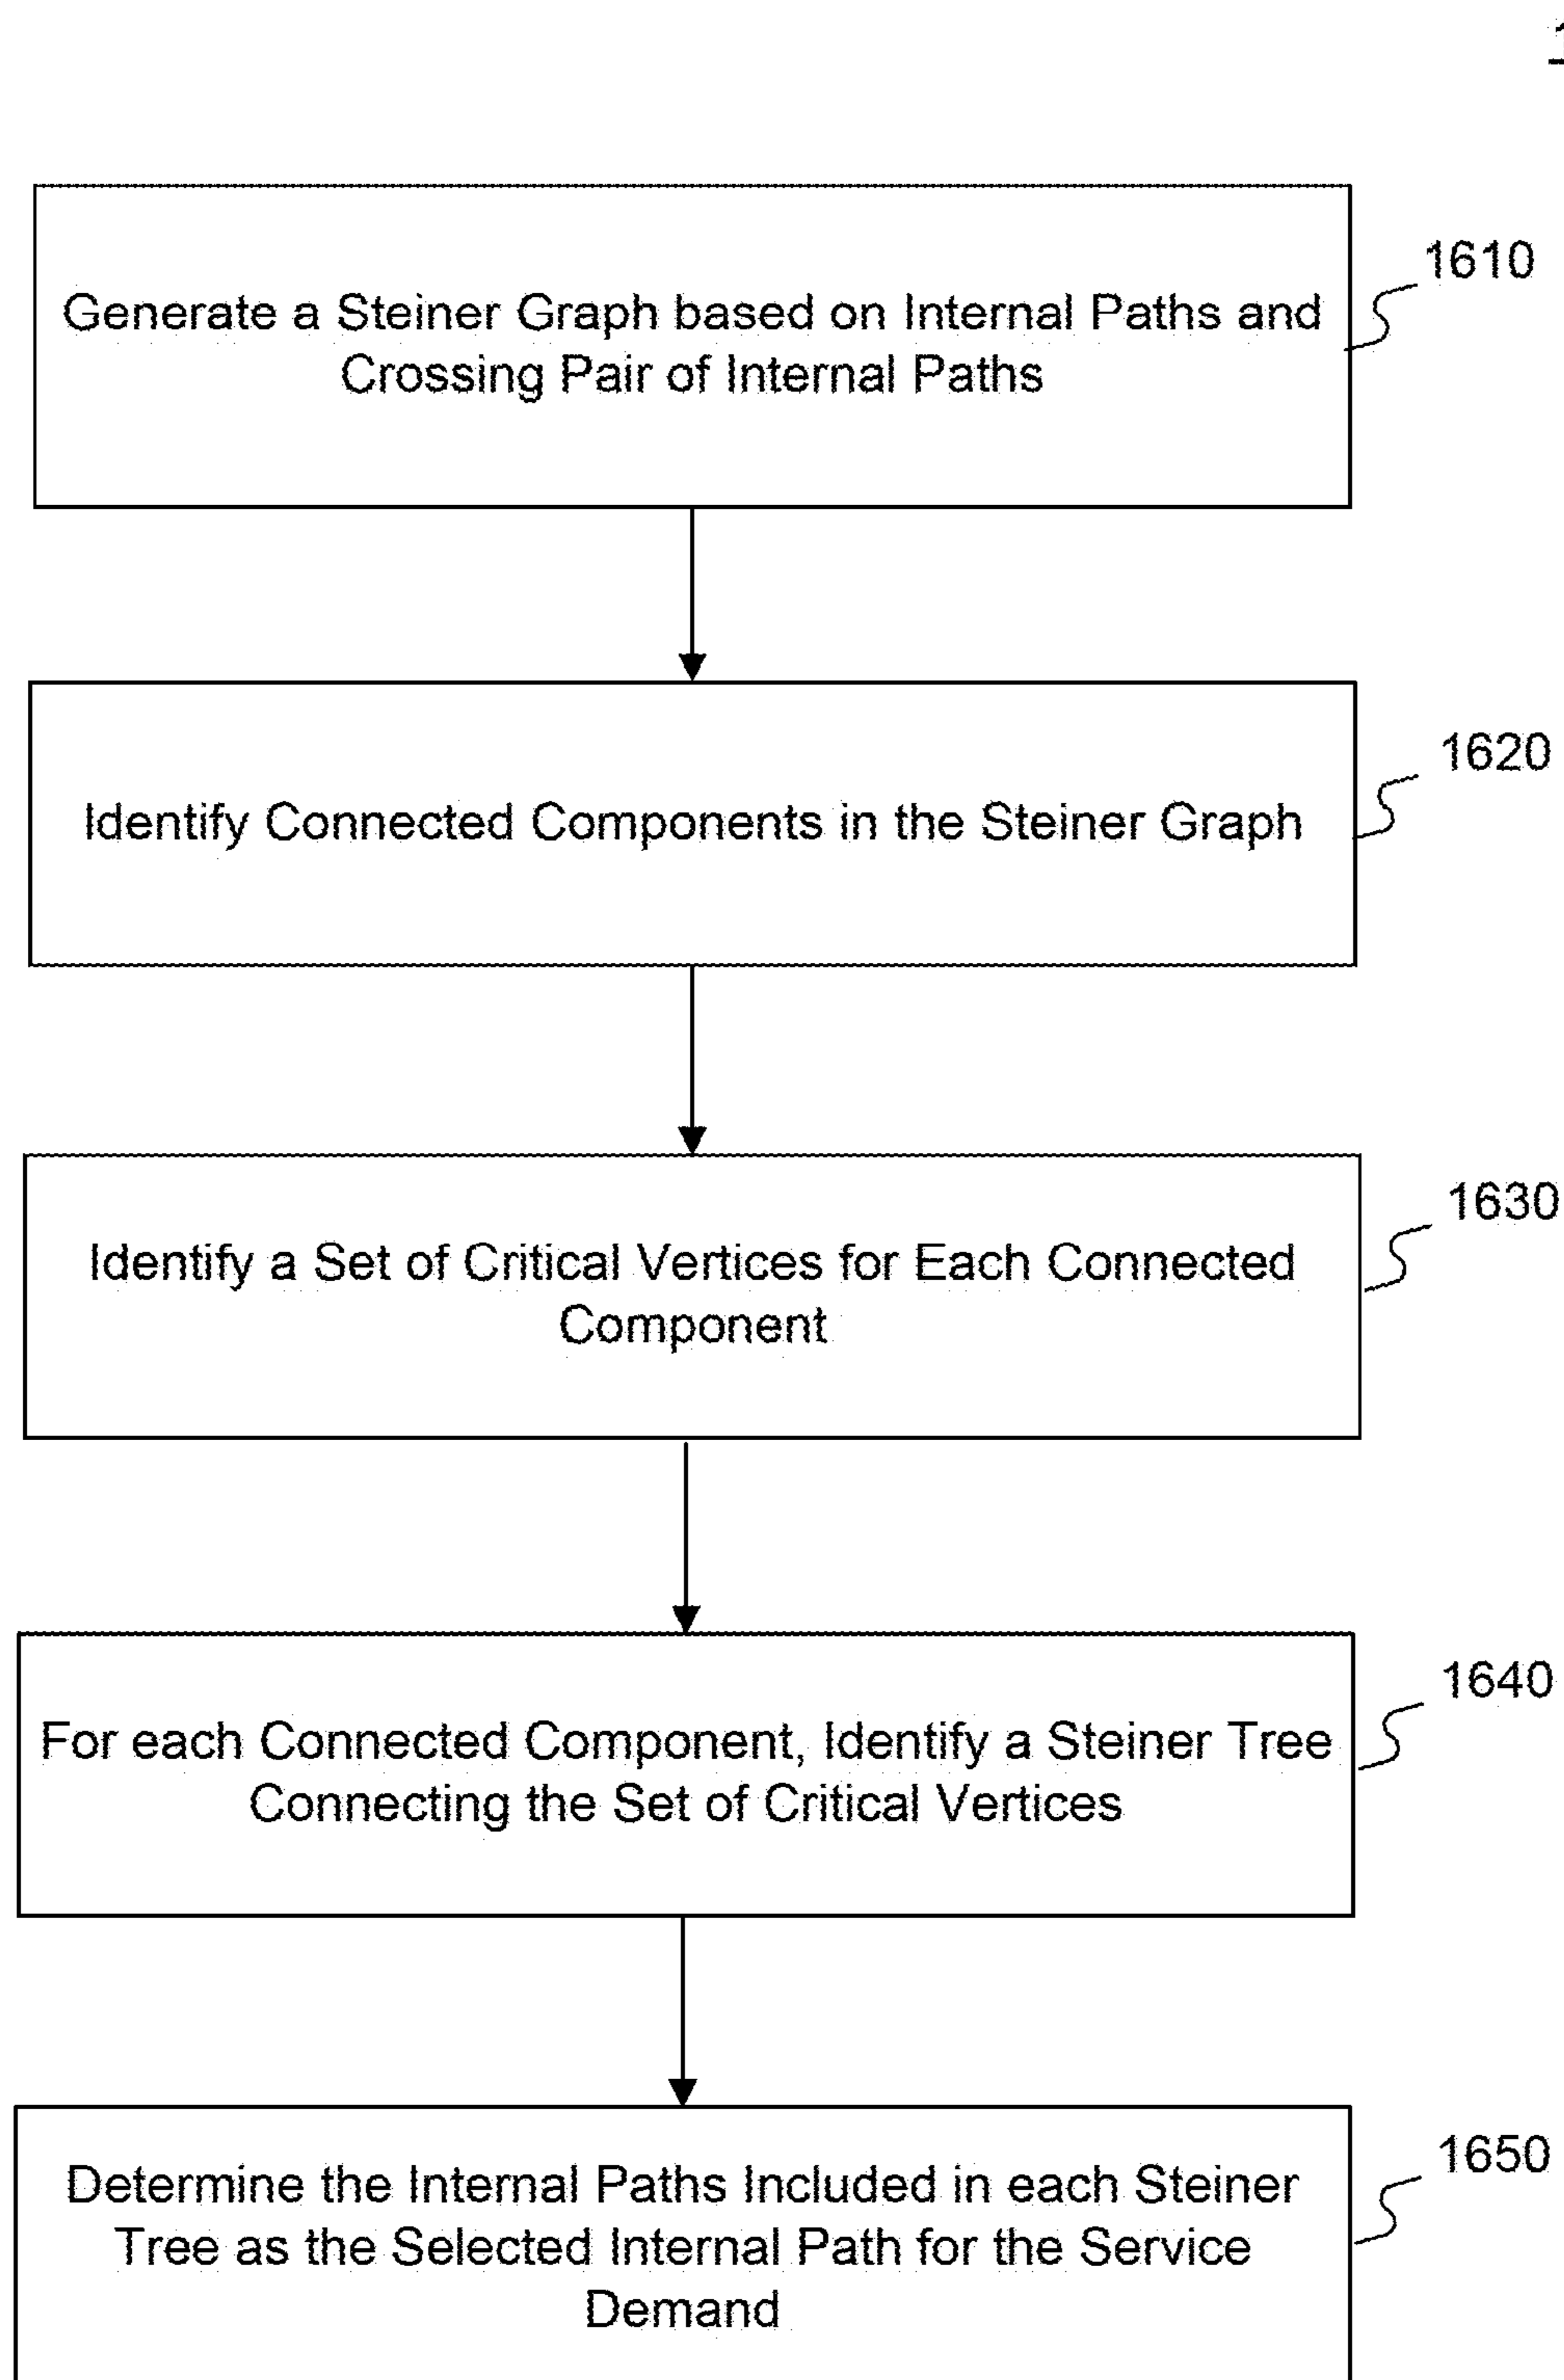 1610
Generate a Steiner Graph based on Internal Paths and
Crossing Pair of Internal Paths
1620
Identify Connected Components in the Steiner Graph
1630
Identify a Set of Critical Vertices for Each Connected
Component
1640
For each Connected Component, Identify a Steiner Tree
Connecting the Set of Critical Vertices
1650
Determine the Internal Paths Included in each Steiner
Tree as the Selected Internal Path for the Service
Demand